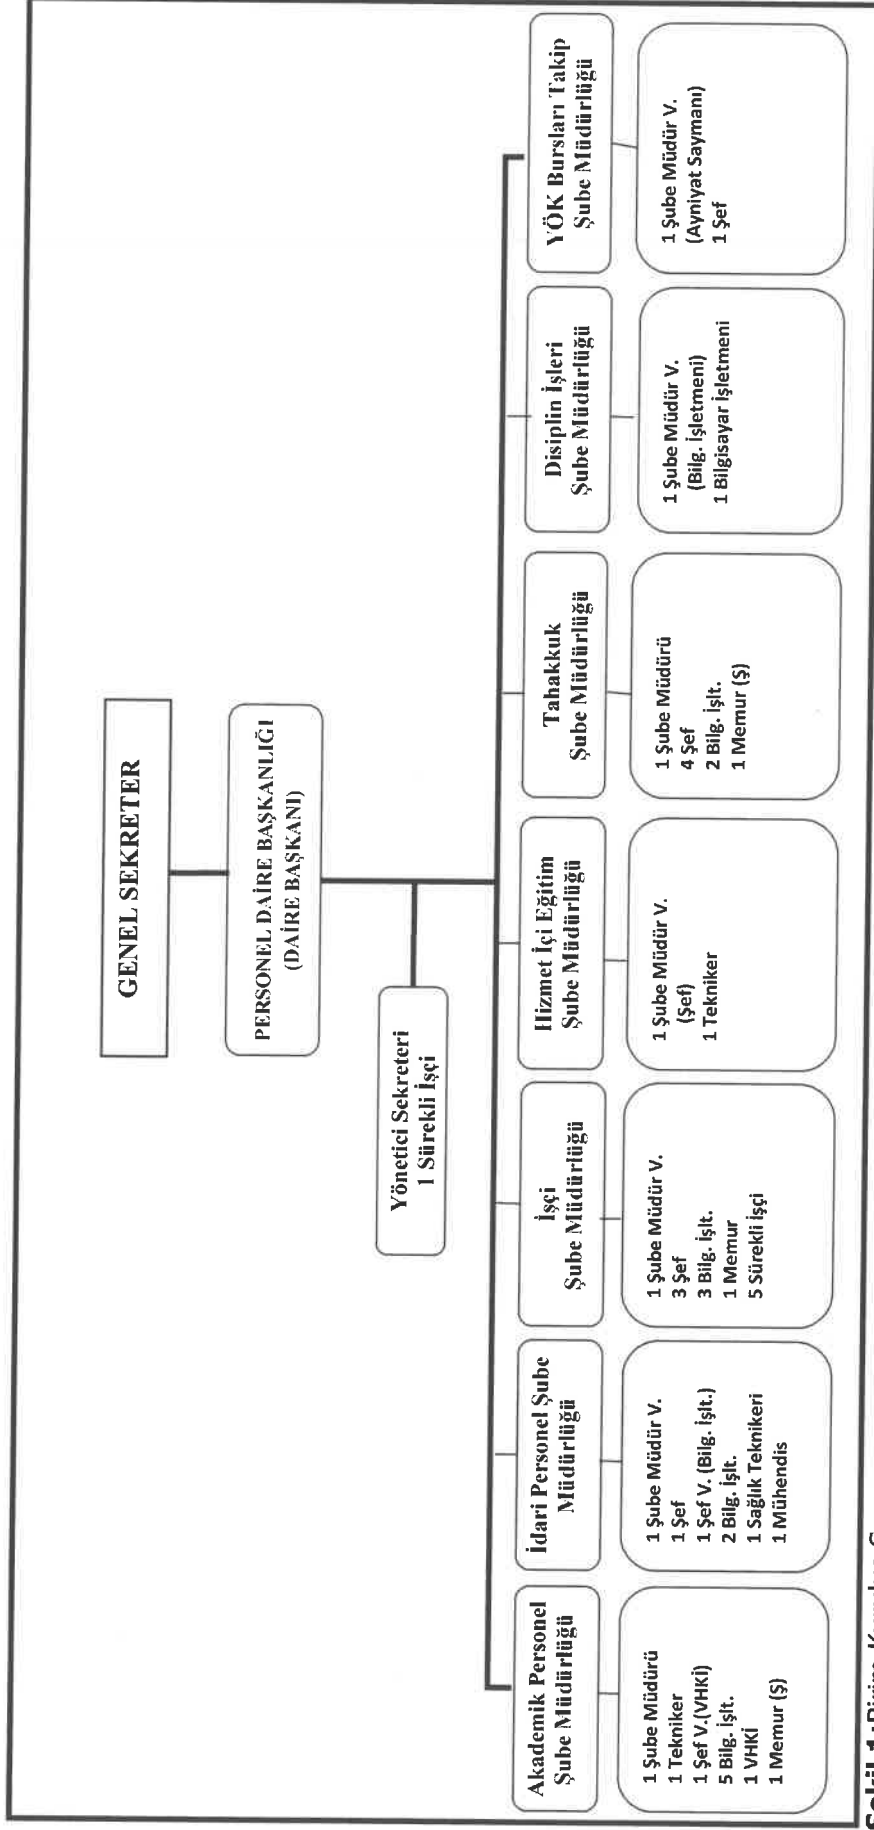 GENEL SEKRETER
PERSONEL DAİRE BAŞKANLIĞI
(DAİRE BAŞKANI)
Yönetici Sekreteri
1 Sürekli İşçi
Akademik Personel
Şube Müdürlüğü
1 Şube Müdürü
1 Tekniker
1 Şef V.(VHKİ)
5 Bilg. İşlt.
1 VHKİ
1 Memur (Ş)
İdari Personel Şube
Müdürlüğü
1 Şube Müdür V.
1 Şef
1 Şef V. (Bilg. İşlt.)
2 Bilg. İşlt.
1 Sağlık Teknikeri
1 Mühendis
İşçi
Şube Müdürlüğü
1 Şube Müdür V.
3 Şef
3 Bilg. İşlt.
1 Memur
5 Sürekli İşçi
Hizmet İçi Eğitim
Şube Müdürlüğü
1 Şube Müdür V.
(Şef)
1 Tekniker
Tahakkuk
Şube Müdürlüğü
1 Şube Müdürü
4 Şef
2 Bilg. İşlt.
1 Memur (Ş)
Disiplin İşleri
Şube Müdürlüğü
1 Şube Müdür V.
(Bilg. İşletmeni)
1 Bilgisayar İşletmeni
YÖK Bursları Takip
Şube Müdürlüğü
1 Şube Müdür V.
(Ayniyat Saymanı)
1 Şef
Şekil 1: